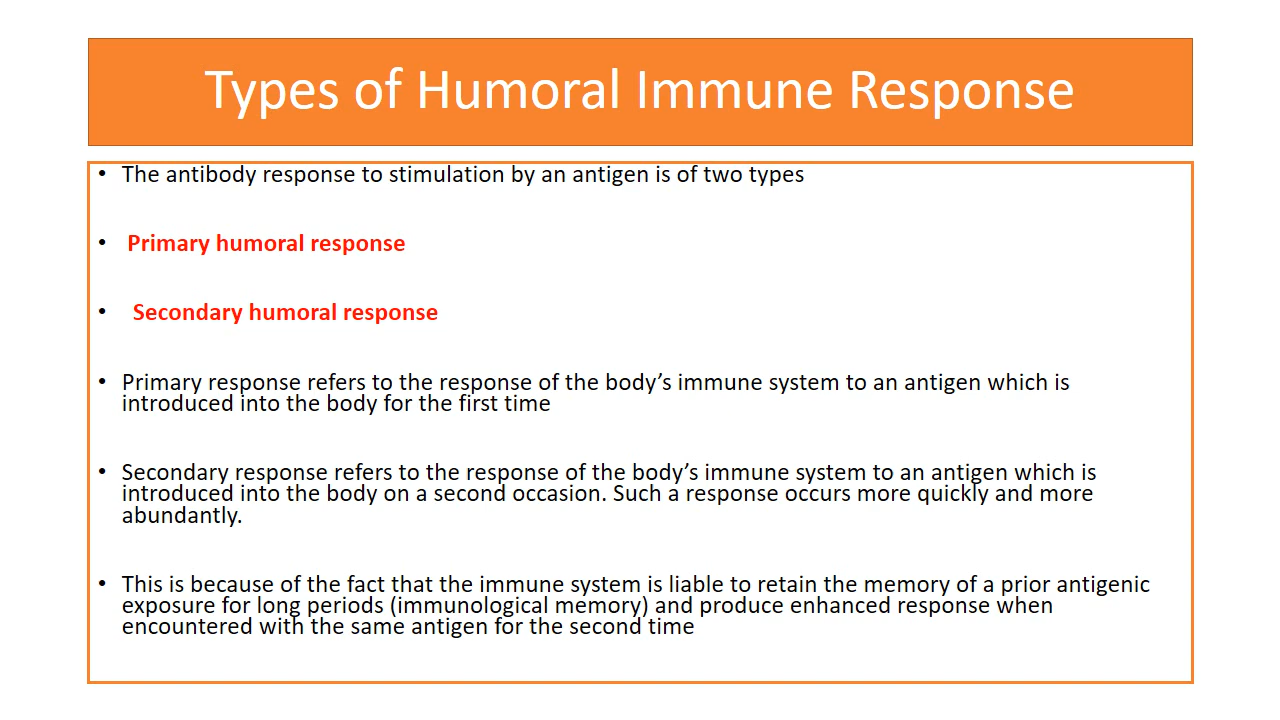 Types of Humoral Immune Response
• The antibody response to stimulation by an antigen is of two types
• Primary humoral response
• Secondary humoral response
• Primary response refers to the response of the body’s immune system to an antigen which is
introduced into the body for the first time
• Secondary response refers to the response of the body’s immune system to an antigen which is
introduced into the body on a second occasion. Such a response occurs more quickly and more
abundantly.
• This is because of the fact that the immune system is liable to retain the memory of a prior antigenic
exposure for long periods (immunological memory) and produce enhanced response when
encountered with the same antigen for the second time